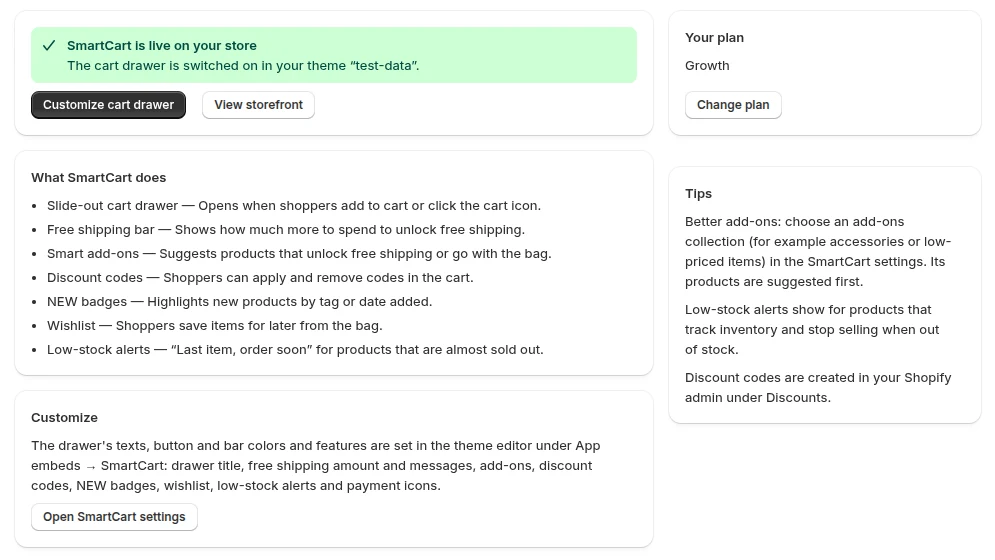 SmartCart is live on your store
The cart drawer is switched on in your theme “test-data”.
Customize cart drawer
View storefront
What SmartCart does
• Slide-out cart drawer — Opens when shoppers add to cart or click the cart icon.
• Free shipping bar — Shows how much more to spend to unlock free shipping.
• Smart add-ons — Suggests products that unlock free shipping or go with the bag.
• Discount codes — Shoppers can apply and remove codes in the cart.
• NEW badges — Highlights new products by tag or date added.
• Wishlist — Shoppers save items for later from the bag.
• Low-stock alerts — “Last item, order soon” for products that are almost sold out.
Customize
The drawer's texts, button and bar colors and features are set in the theme editor under App
embeds → SmartCart: drawer title, free shipping amount and messages, add-ons, discount
codes, NEW badges, wishlist, low-stock alerts and payment icons.
Open SmartCart settings
Your plan
Growth
Change plan
Tips
Better add-ons: choose an add-ons
collection (for example accessories or low-
priced items) in the SmartCart settings. Its
products are suggested first.
Low-stock alerts show for products that
track inventory and stop selling when out
of stock.
Discount codes are created in your Shopify
admin under Discounts.